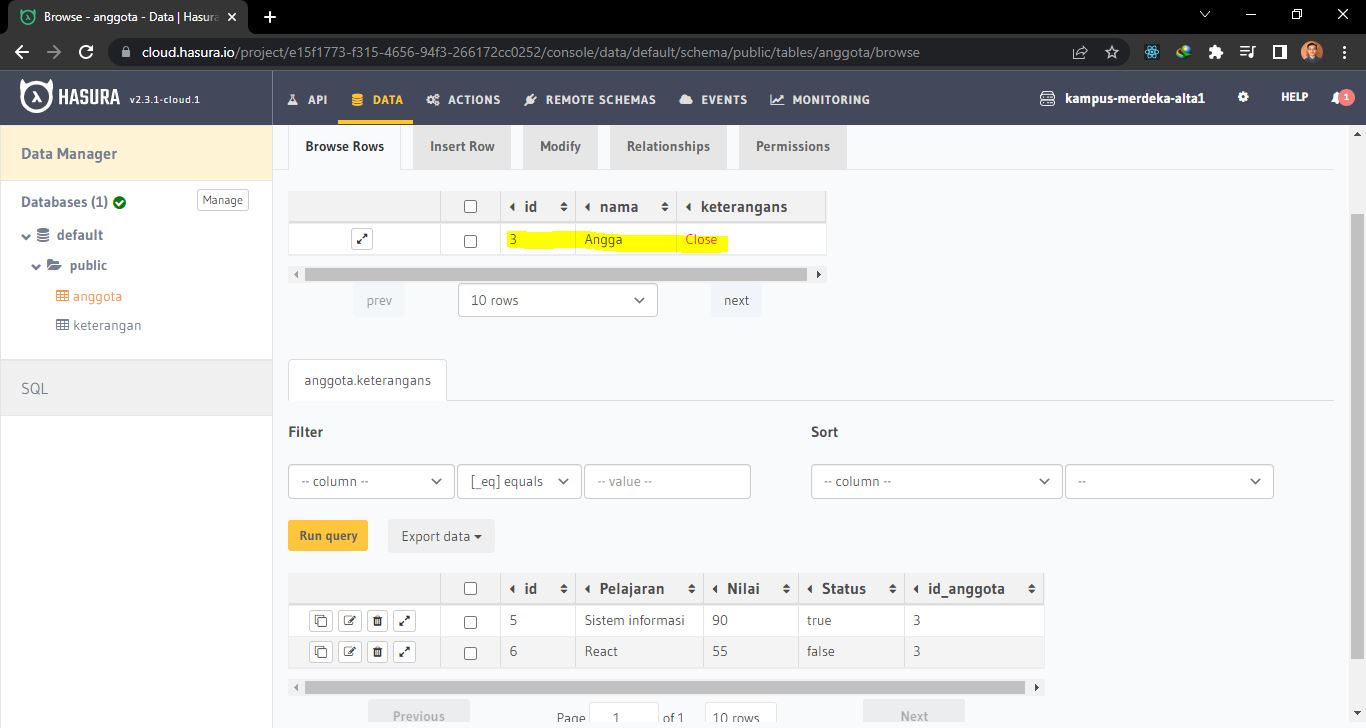 Browse - anggota - Data | Hasura
cloud.hasura.io/project/e15f1773-f315-4656-94f3-266172cc0252/console/data/default/schema/public/tables/anggota/browse
HASURA v2.3.1-cloud.1 API DATA ACTIONS REMOTE SCHEMAS EVENTS MONITORING kampus-merdeka-alta1 HELP 1
Data Manager
Databases (1) Manage
default
public
anggota
keterangan
SQL
Browse Rows Insert Row Modify Relationships Permissions
id nama keterangans
3 Angga Close
prev 10 rows next
anggota.keterangans
Filter Sort
-- column -- [_eq] equals -- value -- -- column -- --
Run query Export data
id Pelajaran Nilai Status id_anggota
5 Sistem informasi 90 true 3
6 React 55 false 3
Previous Page 1 of 1 10 rows Next